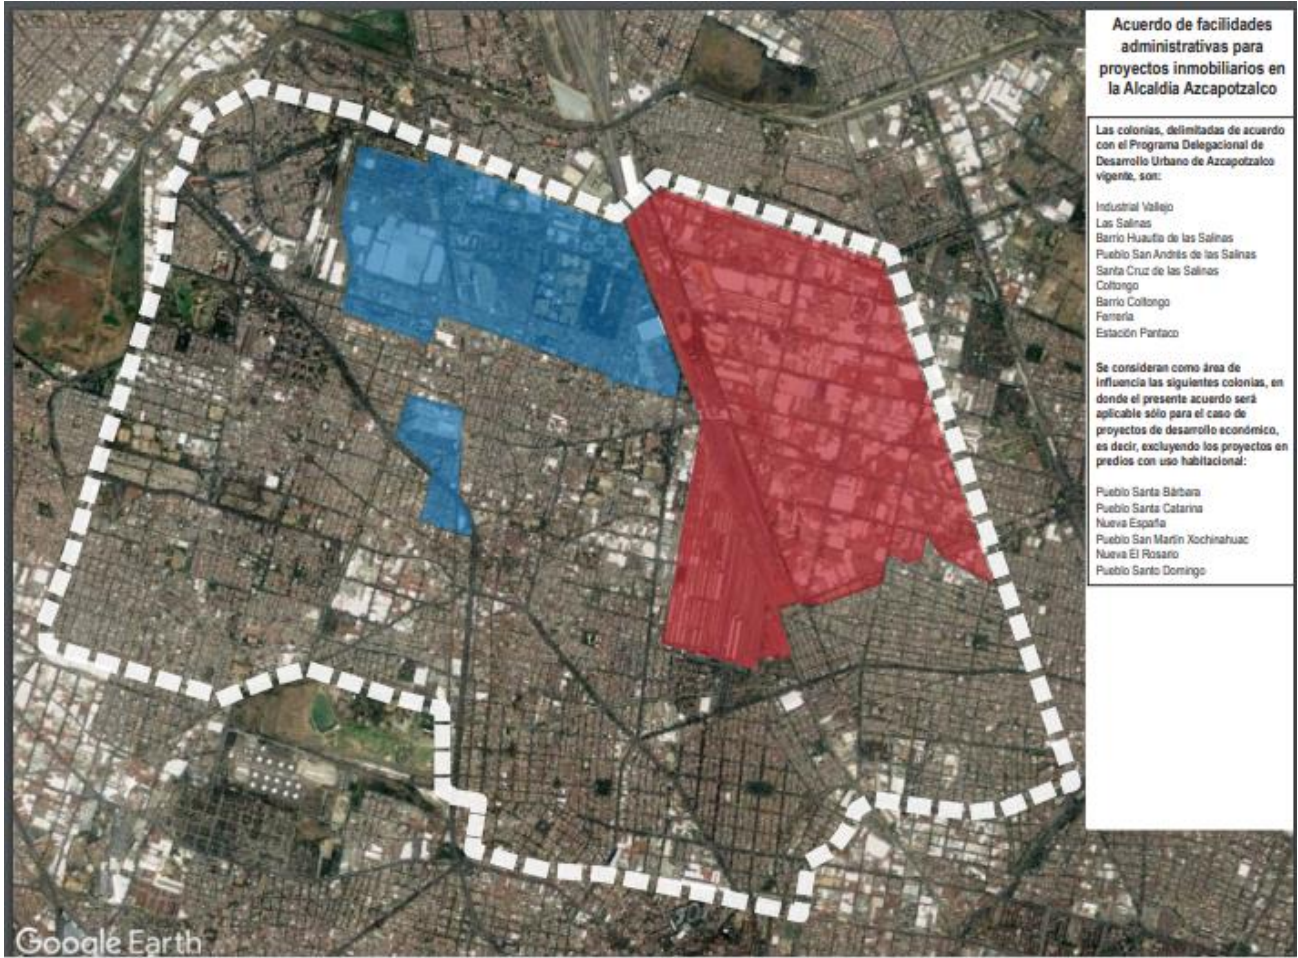 Acuerdo de facilidades
administrativas para
proyectos inmobiliarios en
la Alcaldía Azcapotzalco
Las colonias, delimitadas de acuerdo
con el Programa Delegacional de
Desarrollo Urbano de Azcapotzalco
vigente, son:
Industrial Vallejo
Las Salinas
Barrio Huautla de las Salinas
Pueblo San Andrés de las Salinas
Santa Cruz de las Salinas
Coltongo
Barrio Coltongo
Ferrería
Estación Pantaco
Se consideran como área de
influencia las siguientes colonias, en
donde el presente acuerdo será
aplicable sólo para el caso de
proyectos de desarrollo económico,
es decir, excluyendo los proyectos en
predios con uso habitacional:
Pueblo Santa Bárbara
Pueblo Santa Catarina
Nueva España
Pueblo San Martín Xochinahuac
Nueva El Rosario
Pueblo Santo Domingo
Google Earth